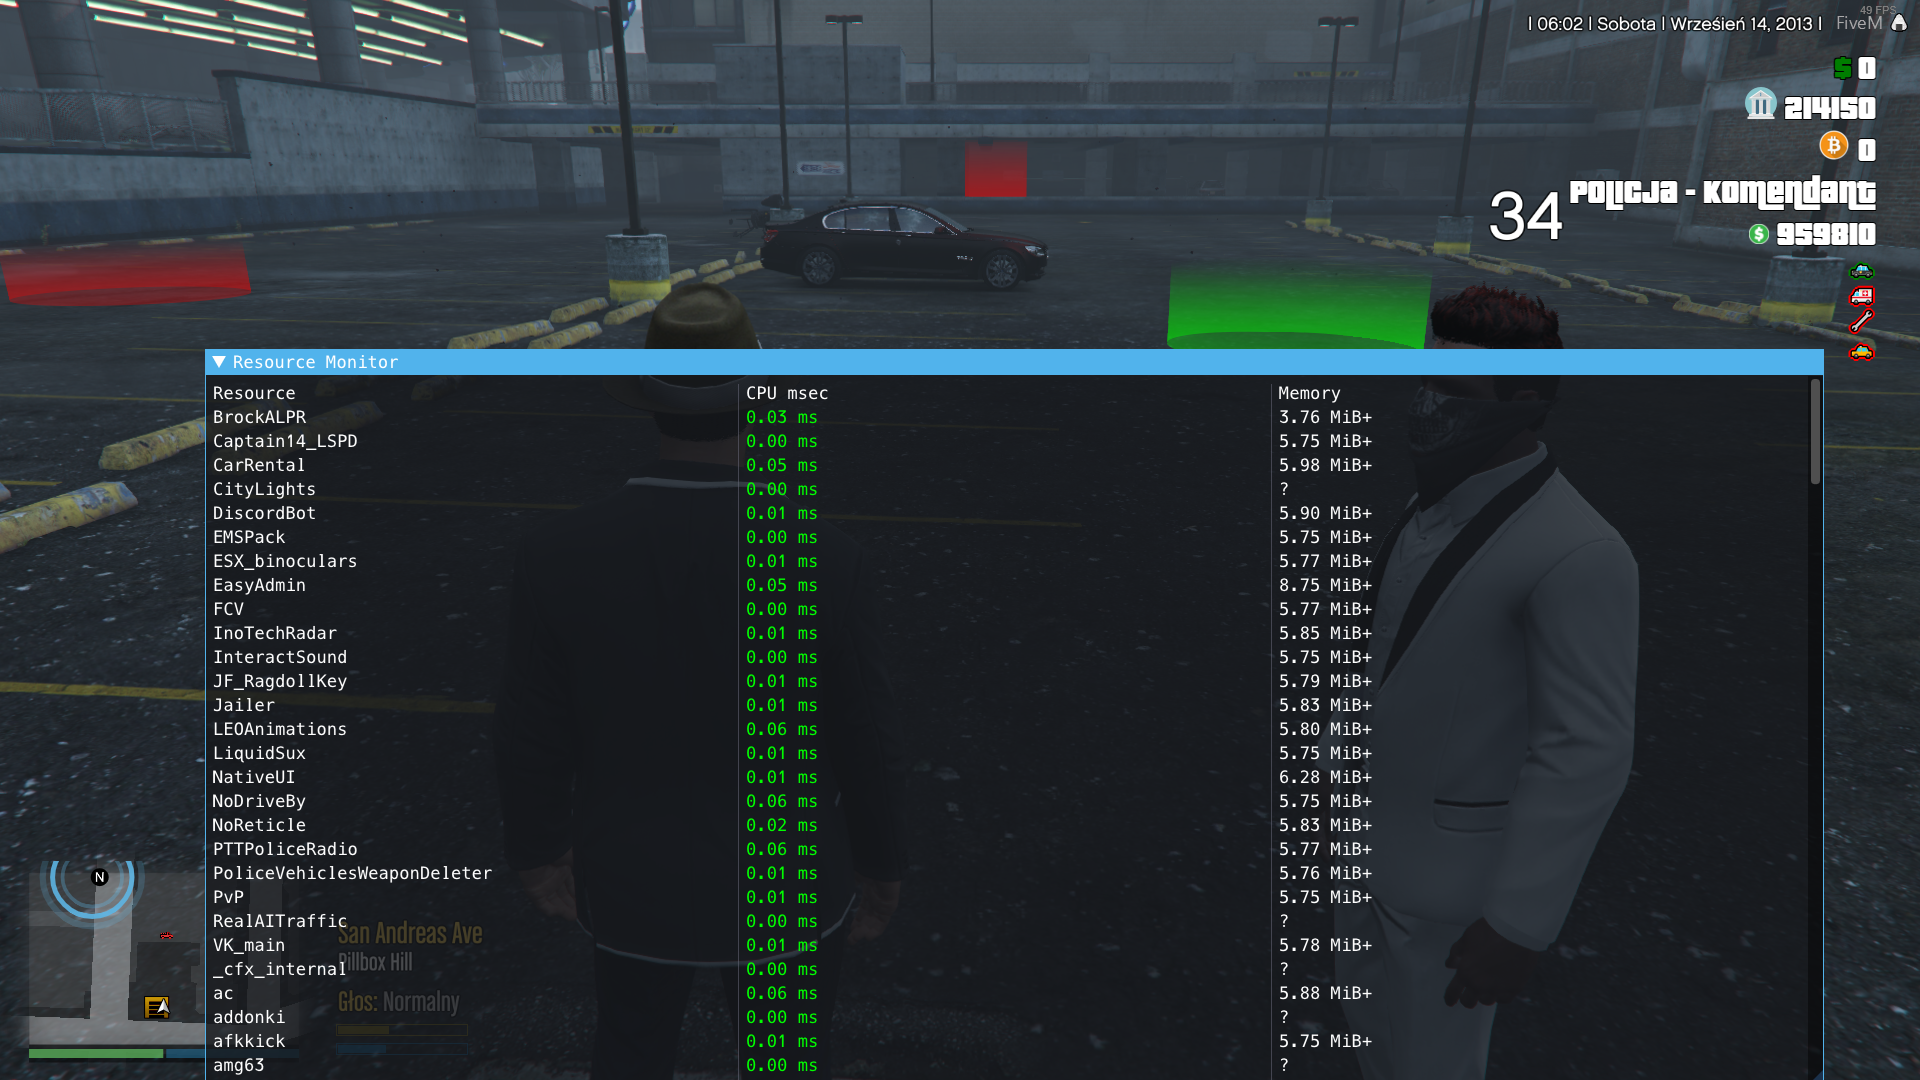 49 FPS
| 06:02 | Sobota | Wrzesień 14, 2013 | FiveM
$ 0
214150
0
34 Policja - Komendant
959810
Resource Monitor
Resource CPU msec Memory
BrockALPR 0.03 ms 3.76 MiB+
Captain14_LSPD 0.00 ms 5.75 MiB+
CarRental 0.05 ms 5.98 MiB+
CityLights 0.00 ms ?
DiscordBot 0.01 ms 5.90 MiB+
EMSPack 0.00 ms 5.75 MiB+
ESX_binoculars 0.01 ms 5.77 MiB+
EasyAdmin 0.05 ms 8.75 MiB+
FCV 0.00 ms 5.77 MiB+
InoTechRadar 0.01 ms 5.85 MiB+
InteractSound 0.00 ms 5.75 MiB+
JF_RagdollKey 0.01 ms 5.79 MiB+
Jailer 0.01 ms 5.83 MiB+
LEOAnimations 0.06 ms 5.80 MiB+
LiquidSux 0.01 ms 5.75 MiB+
NativeUI 0.01 ms 6.28 MiB+
NoDriveBy 0.06 ms 5.75 MiB+
NoReticle 0.02 ms 5.83 MiB+
PTTPoliceRadio 0.06 ms 5.77 MiB+
PoliceVehiclesWeaponDeleter 0.01 ms 5.76 MiB+
PvP 0.01 ms 5.75 MiB+
RealAITraffic 0.00 ms ?
VK_main 0.01 ms 5.78 MiB+
_cfx_internal 0.00 ms ?
ac 0.06 ms 5.88 MiB+
addonki 0.00 ms ?
afkkick 0.01 ms 5.75 MiB+
amg63 0.00 ms ?
N
San Andreas Ave
Pillbox Hill
Głos: Normalny